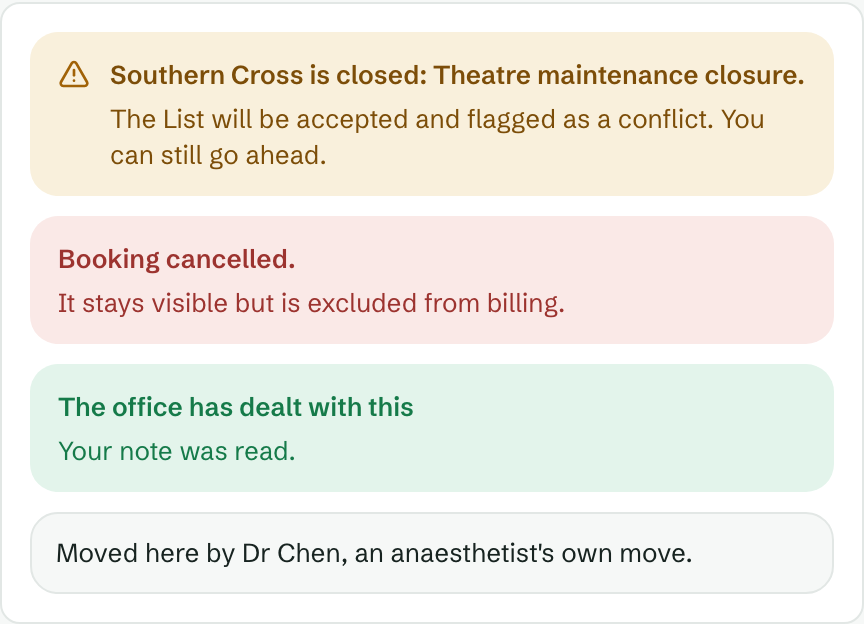 Southern Cross is closed: Theatre maintenance closure.
The List will be accepted and flagged as a conflict. You
can still go ahead.
Booking cancelled.
It stays visible but is excluded from billing.
The office has dealt with this
Your note was read.
Moved here by Dr Chen, an anaesthetist's own move.